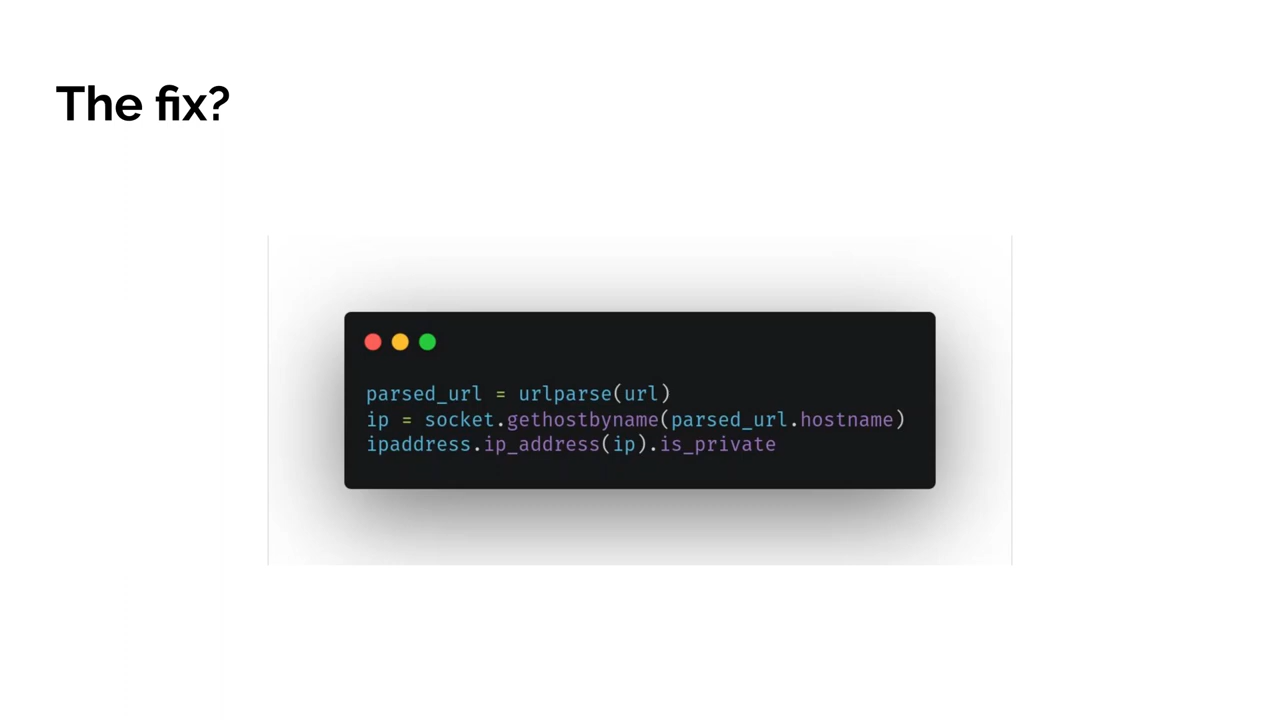 The fix?
parsed_url = urlparse(url)
ip = socket.gethostbyname(parsed_url.hostname)
ipaddress.ip_address(ip).is_private